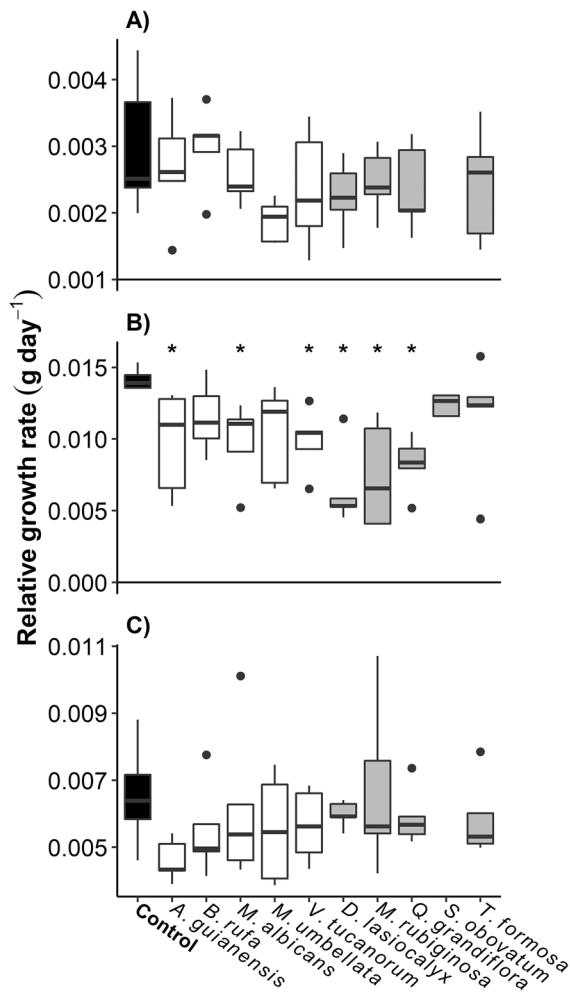 A)
0.004
0.003
0.002
0.001
B)
* * * * * *
0.015
0.010
0.005
0.000
C)
0.011
0.009
0.007
0.005
Relative growth rate (g day⁻¹)
Control
A. guianensis
B. rufa
M. albicans
M. umbellata
V. tucanorum
D. lasiocalyx
M. rubiginosa
Q. grandiflora
S. obovatum
T. formosa